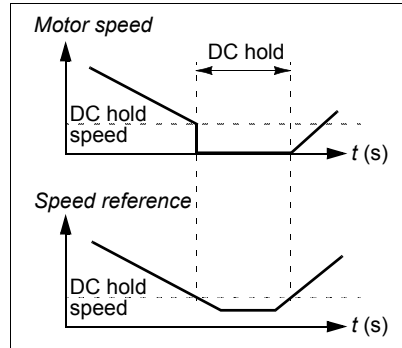 Motor speed
DC hold
DC hold
speed
t (s)
Speed reference
DC hold
speed
t (s)